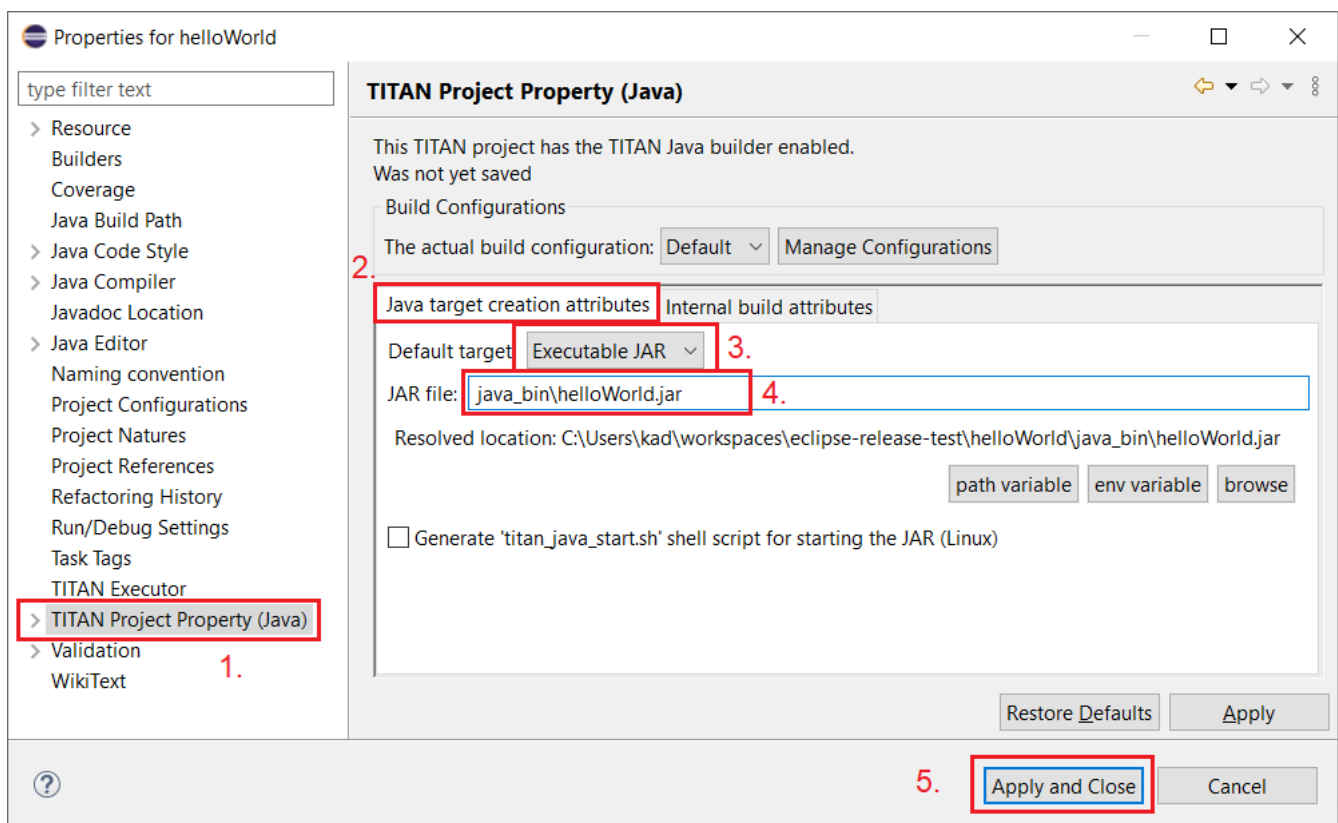 Properties for helloWorld
type filter text
Resource
Builders
Coverage
Java Build Path
Java Code Style
Java Compiler
Javadoc Location
Java Editor
Naming convention
Project Configurations
Project Natures
Project References
Refactoring History
Run/Debug Settings
Task Tags
TITAN Executor
TITAN Project Property (Java)
Validation
1.
WikiText
TITAN Project Property (Java)
This TITAN project has the TITAN Java builder enabled.
Was not yet saved
Build Configurations
The actual build configuration: Default Manage Configurations
2.
Java target creation attributes Internal build attributes
Default target Executable JAR 3.
JAR file: java_bin\helloWorld.jar 4.
Resolved location: C:\Users\kad\workspaces\eclipse-release-test\helloWorld\java_bin\helloWorld.jar
path variable env variable browse
Generate 'titan_java_start.sh' shell script for starting the JAR (Linux)
Restore Defaults Apply
? 5. Apply and Close Cancel